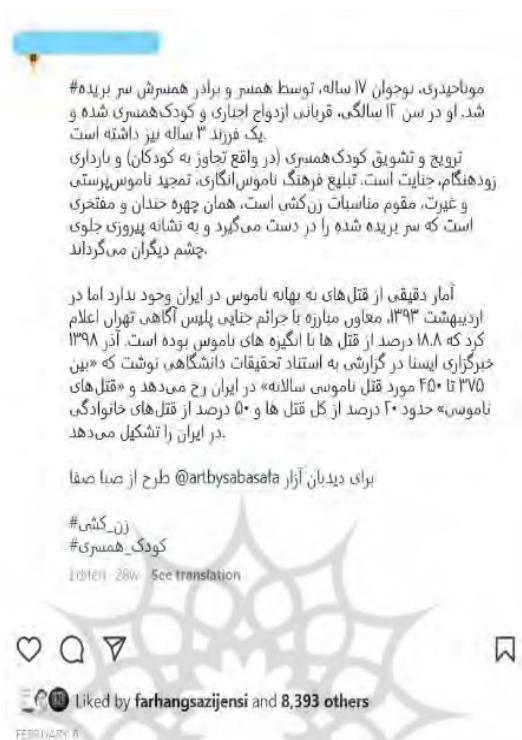 #موناحیدری، نوجوان ۱۷ ساله، توسط همسر و برادر همسرش سر بریده
شد. او در سن ۱۲ سالگی، قربانی ازدواج اجباری و کودک‌همسری شده و
یک فرزند ۳ ساله نیز داشته است.
ترویج و تشویق کودک‌همسری (در واقع تجاوز به کودکان) و بارداری
زودهنگام، جنایت است. تبلیغ فرهنگ ناموس‌انگاری، تمجید ناموس‌پرستی
و غیرت، مقوم مناسبات زن‌کشی است، همان چهره خندان و مفتخری
است که سر بریده شده را در دست می‌گیرد و به نشانه پیروزی جلوی
چشم دیگران می‌گرداند.
آمار دقیقی از قتل‌های به بهانه ناموس در ایران وجود ندارد اما در
اردیبهشت ۱۳۹۳، معاون مبارزه با جرائم جنایی پلیس آگاهی تهران اعلام
کرد که ۱۸.۸ درصد از قتل ها با انگیزه های ناموس بوده است. آذر ۱۳۹۸
خبرگزاری ایسنا در گزارشی به استناد تحقیقات دانشگاهی نوشت که «بین
۳۷۵ تا ۴۵۰ مورد قتل ناموسی سالانه» در ایران رخ می‌دهد و «قتل‌های
ناموسی» حدود ۲۰ درصد از کل قتل ها و ۵۰ درصد از قتل‌های خانوادگی
در ایران را تشکیل می‌دهد.
طرح از صبا صفا @artbysabasafa برای دیدبان آزار
#زن_کشی
#کودک_همسری
Edited 28w See translation
Liked by farhangsazijensi and 8,393 others
FEBRUARY 8